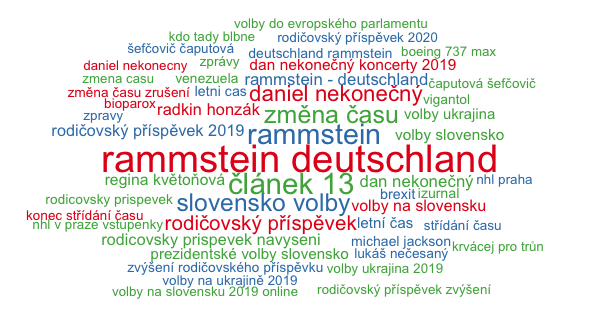 volby do evropského parlamentu
kdo tady blbne rodičovský příspěvek 2020
šefčovič čaputová deutschland rammstein boeing 737 max
daniel nekonecny zprávy dan nekonečný koncerty 2019
zmena casu venezuela rammstein - deutschland čaputová šefčovič
změna času zrušení letni cas daniel nekonečný vigantol
bioparox radkin honzák změna času volby ukrajina
zpravy
rodičovský příspěvek 2019 rammstein volby slovensko
rammstein deutschland
regina květoňová článek 13 dan nekonečný nhl praha
rodicovsky prispevek slovensko volby brexit izurnal
volby na slovensku
konec střídání času rodičovský příspěvek letní čas střídání času
nhl v praze vstupenky
rodicovsky prispevek navyseni michael jackson krvácej pro trůn
prezidentské volby slovensko lukáš nečesaný
zvýšení rodičovského příspěvku volby ukrajina 2019
volby na ukrajině 2019
volby na slovensku 2019 online rodičovský příspěvek zvýšení